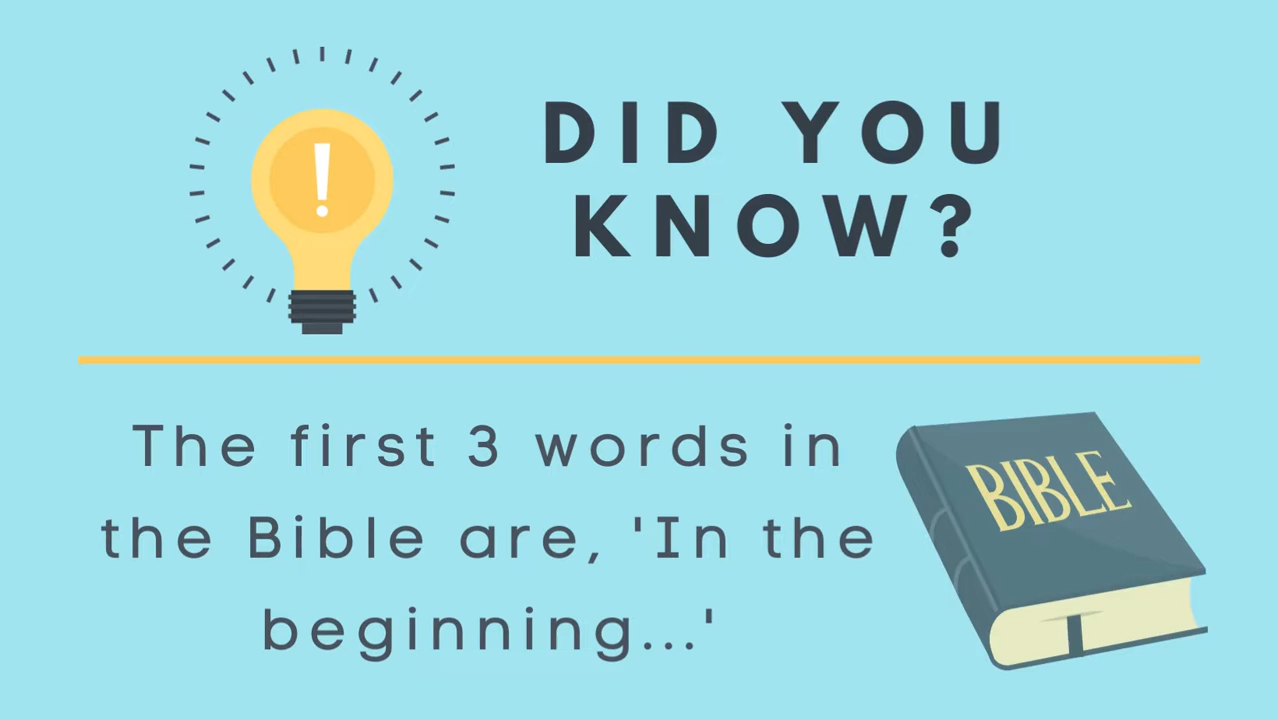 DID YOU
KNOW?
!
The first 3 words in
the Bible are, 'In the
beginning...'
BIBLE